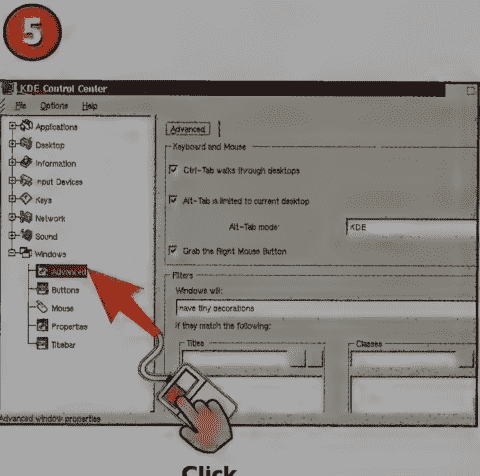 5
KDE Control Center
File Options Help
Applications
Desktop
Information
Input Devices
Keys
Network
Sound
Windows
Advanced
Buttons
Mouse
Properties
Titlebar
Advanced window properties
Advanced
Keyboard and Mouse
Ctrl-Tab walks through desktops
Alt-Tab is limited to current desktop
Alt-Tab mode
KDE
Grab the Right Mouse Button
Filters
Windows will:
have tiny decorations
If they match the following:
Titles
Classes
Click